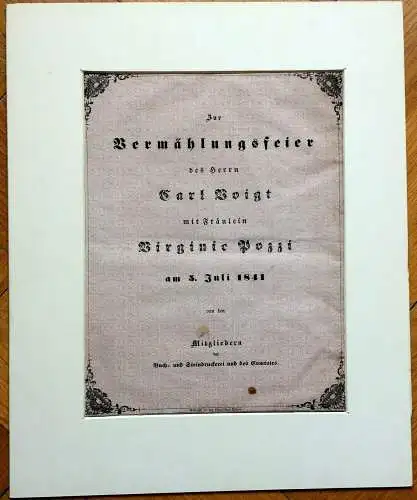 Zur
Vermählungsfeier
des Herrn
Carl Voigt
mit Fräulein
Virginie Pozzi
am 5. Juli 1841
von den
Mitgliedern
der
Buch- und Steindruckerei und des Comtoirs.